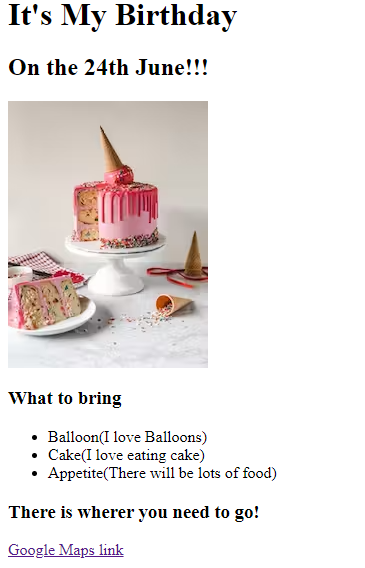 It's My Birthday
On the 24th June!!!
What to bring
Balloon(I love Balloons)
Cake(I love eating cake)
Appetite(There will be lots of food)
There is wherer you need to go!
Google Maps link